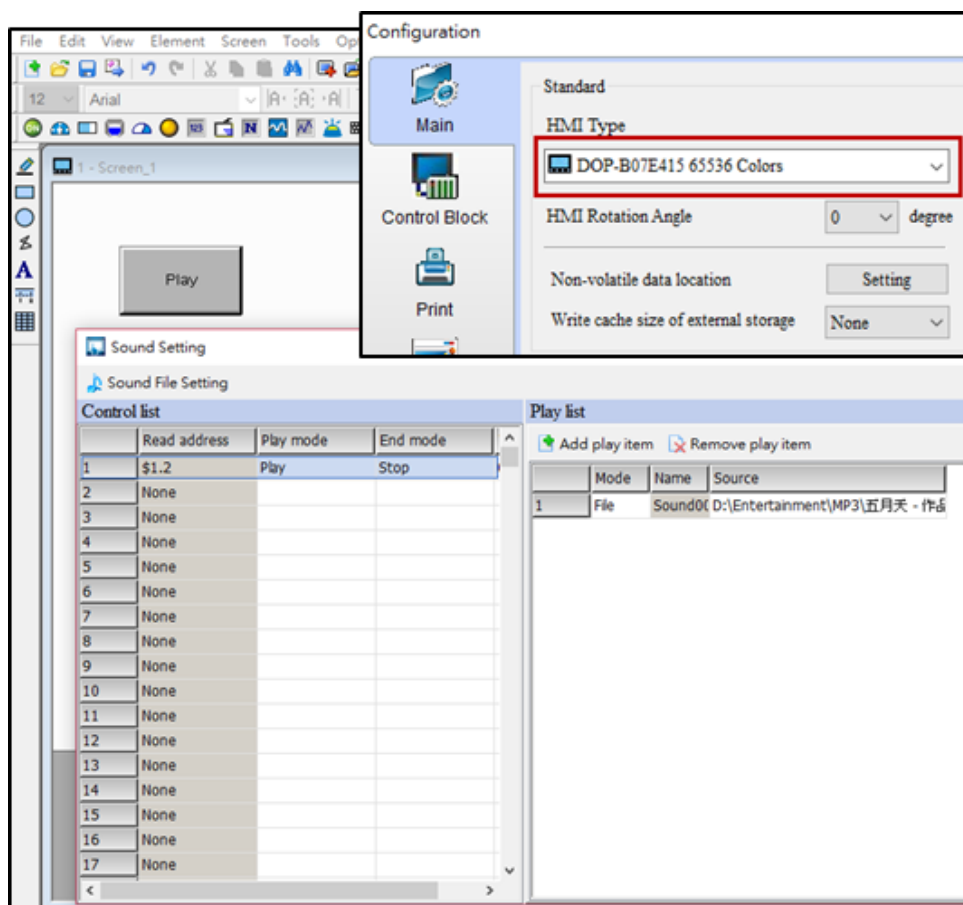 File Edit View Element Screen Tools
12 Arial
1 - Screen_1
Play
Configuration
Main
Control Block
Print
Standard
HMI Type
DOP-B07E415 65536 Colors
HMI Rotation Angle 0 degree
Non-volatile data location Setting
Write cache size of external storage None
Sound Setting
Sound File Setting
Control list
Read address Play mode End mode
1 $1.2 Play Stop
2 None
3 None
4 None
5 None
6 None
7 None
8 None
9 None
10 None
11 None
12 None
13 None
14 None
15 None
16 None
17 None
Play list
Add play item Remove play item
Mode Name Source
1 File Sound0 D:\Entertainment\MP3\五月天 - 作品